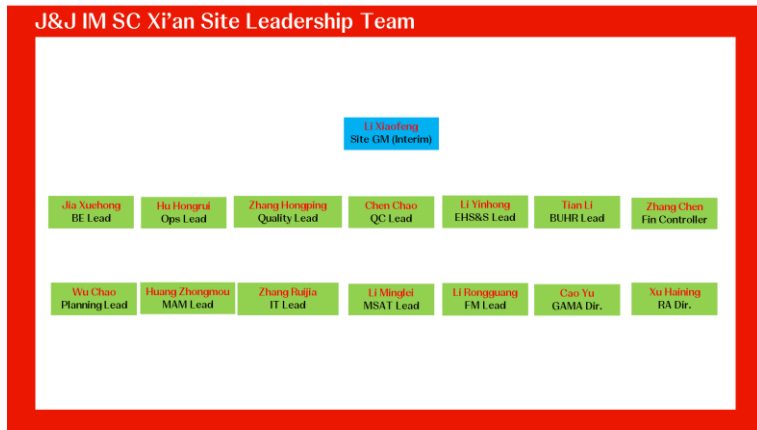 J&J IM SC Xi'an Site Leadership Team
Li Xiaofeng
Site GM (Interim)
Jia Xuehong
BE Lead
Hu Hongrui
Ops Lead
Zhang Hongping
Quality Lead
Chen Chao
QC Lead
Li Yinhong
EHS&S Lead
Tian Li
BUHR Lead
Zhang Chen
Fin Controller
Wu Chao
Planning Lead
Huang Zhongmou
MAM Lead
Zhang Ruijia
IT Lead
Li Minglei
MSAT Lead
Li Rongguang
FM Lead
Cao Yu
GAMA Dir.
Xu Haining
RA Dir.